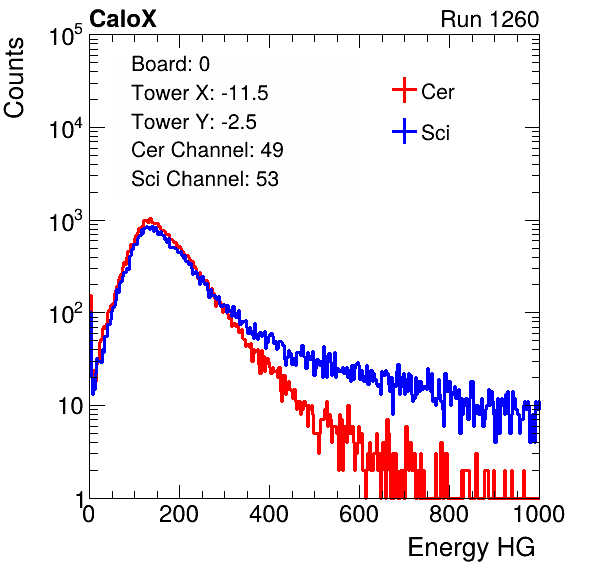 CaloX Run 1260
Counts
10^5
10^4
10^3
10^2
10
1
Board: 0
Tower X: -11.5
Tower Y: -2.5
Cer Channel: 49
Sci Channel: 53
Cer
Sci
0 200 400 600 800 1000
Energy HG